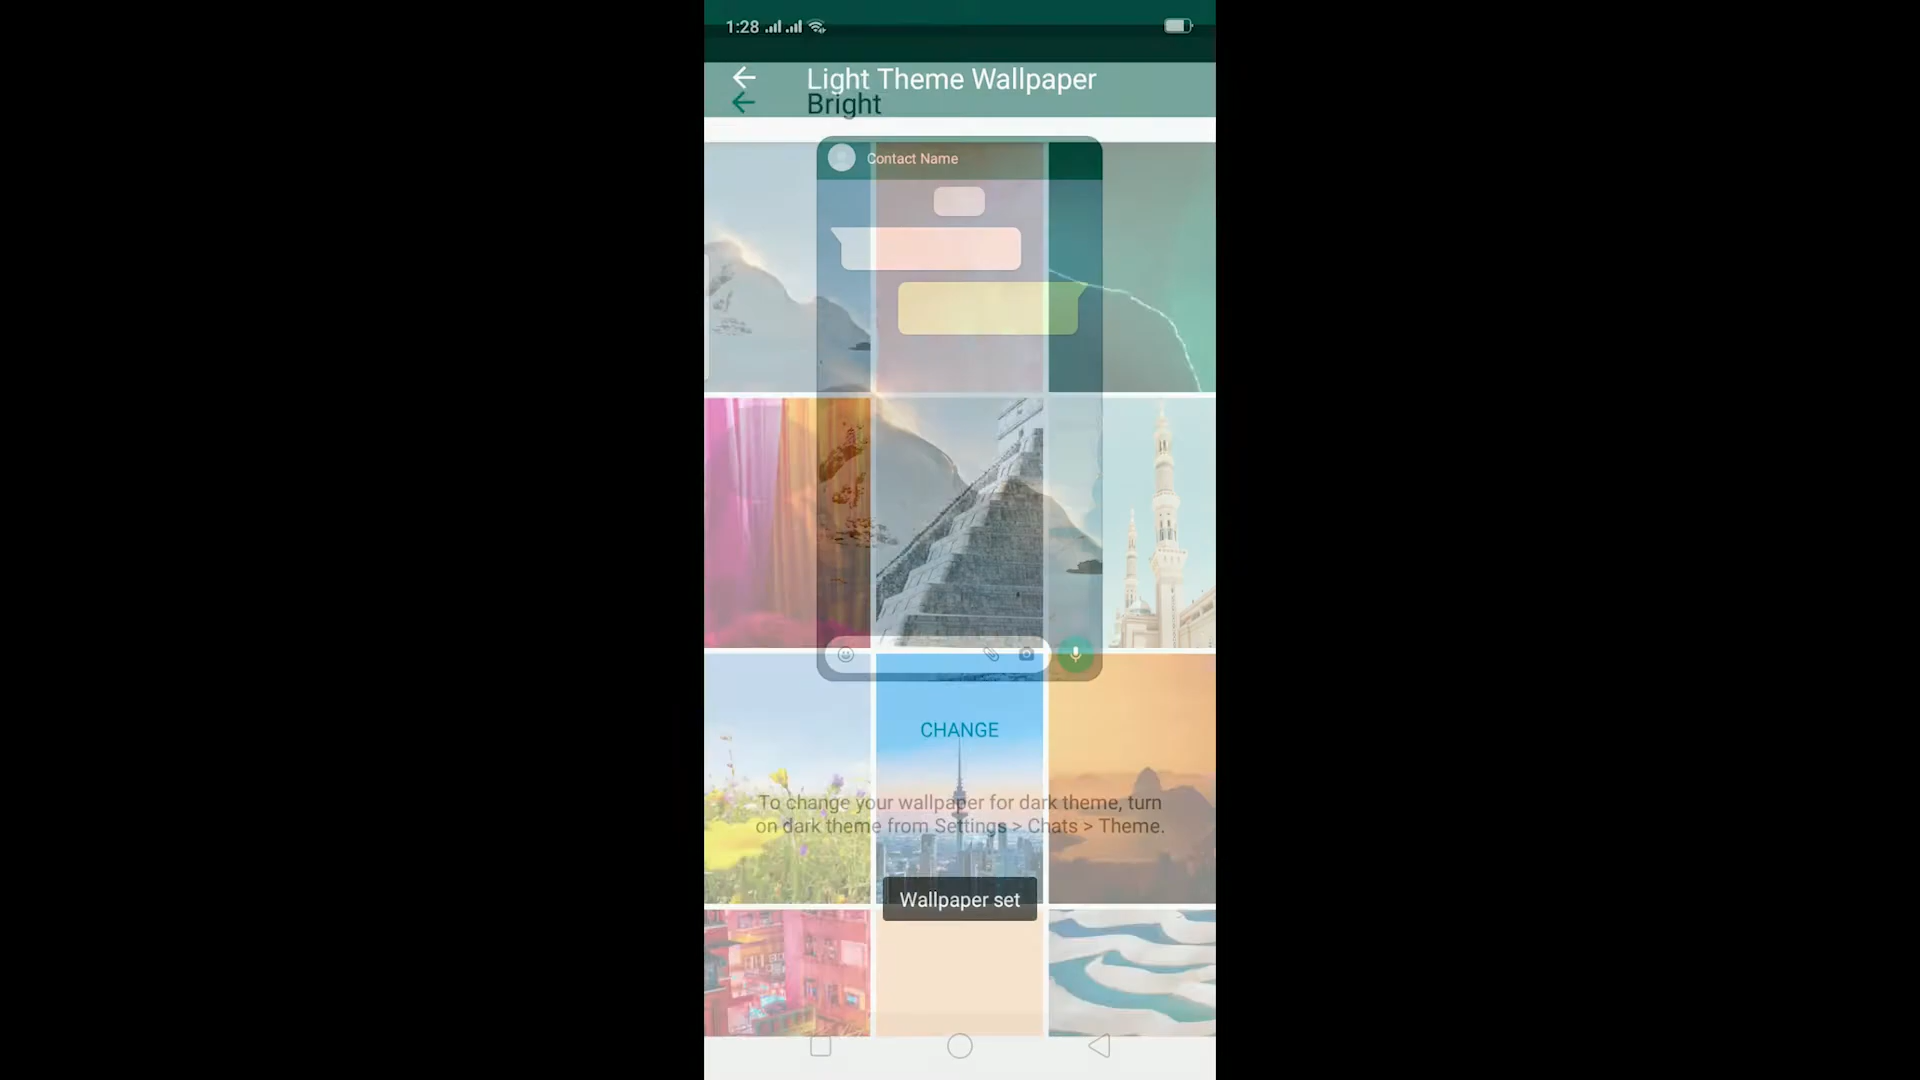 1:28
Light Theme Wallpaper
Bright
Contact Name
CHANGE
To change your wallpaper for dark theme, turn
on dark theme from Settings > Chats > Theme.
Wallpaper set